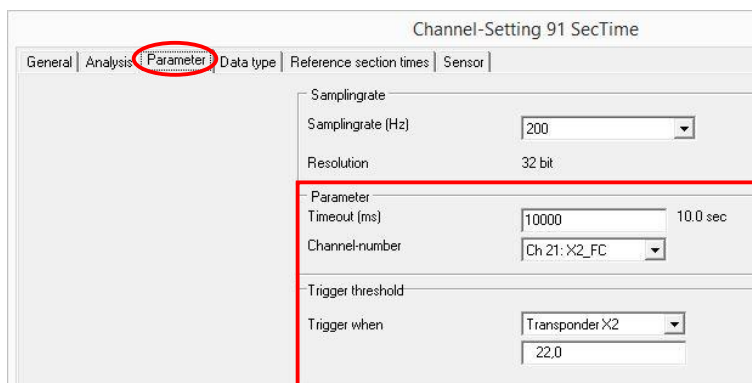 Channel-Setting 91 SecTime
General Analysis Parameter Data type Reference section times Sensor
Samplingrate
Samplingrate (Hz) 200
Resolution 32 bit
Parameter
Timeout (ms) 10000 10.0 sec
Channel-number Ch 21: X2_FC
Trigger threshold
Trigger when Transponder X2
22,0